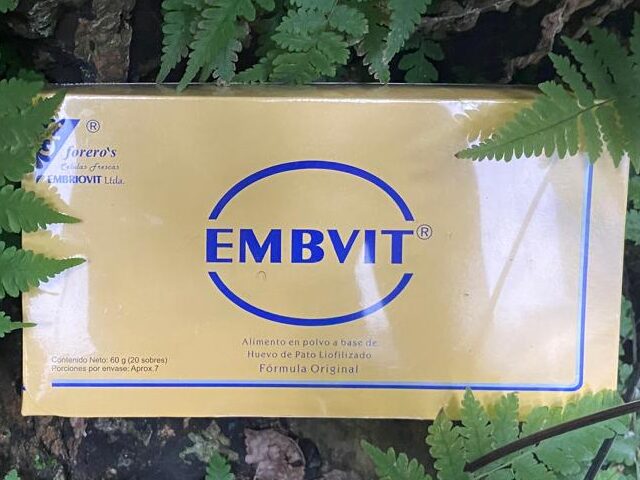 ®
forero's
Celulas Frescas
EMBRIOVIT Ltda.
EMBVIT®
Alimento en polvo a base de:
Huevo de Pato Liofilizado
Fórmula Original
Contenido Neto: 60 g (20 sobres)
Porciones por envase: Aprox.7